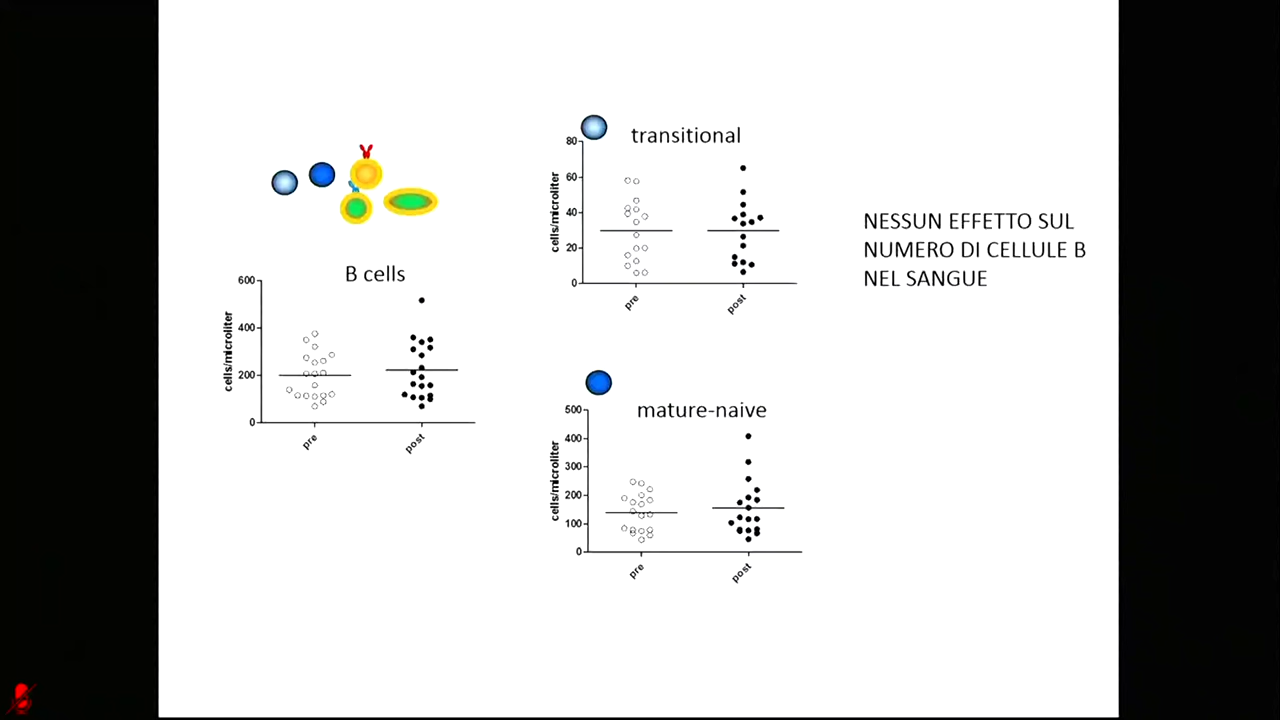 B cells
cells/microliter
600
400
200
0
pre
post
transitional
cells/microliter
80
60
40
20
0
pre
post
mature-naive
cells/microliter
500
400
300
200
100
0
pre
post
NESSUN EFFETTO SUL
NUMERO DI CELLULE B
NEL SANGUE